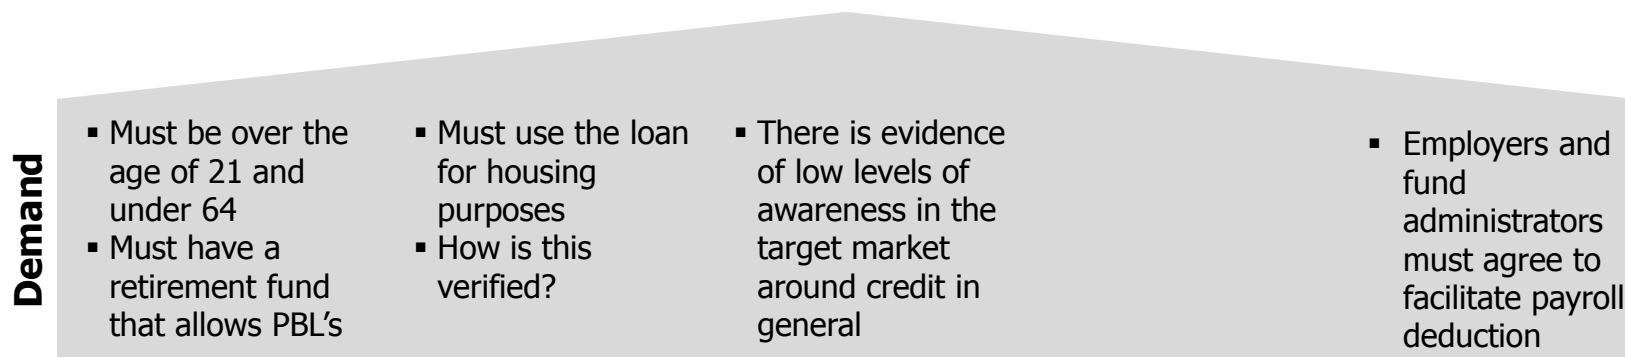 Demand
▪ Must be over the
age of 21 and
under 64
▪ Must have a
retirement fund
that allows PBL’s
▪ Must use the loan
for housing
purposes
▪ How is this
verified?
▪ There is evidence
of low levels of
awareness in the
target market
around credit in
general
▪ Employers and
fund
administrators
must agree to
facilitate payroll
deduction